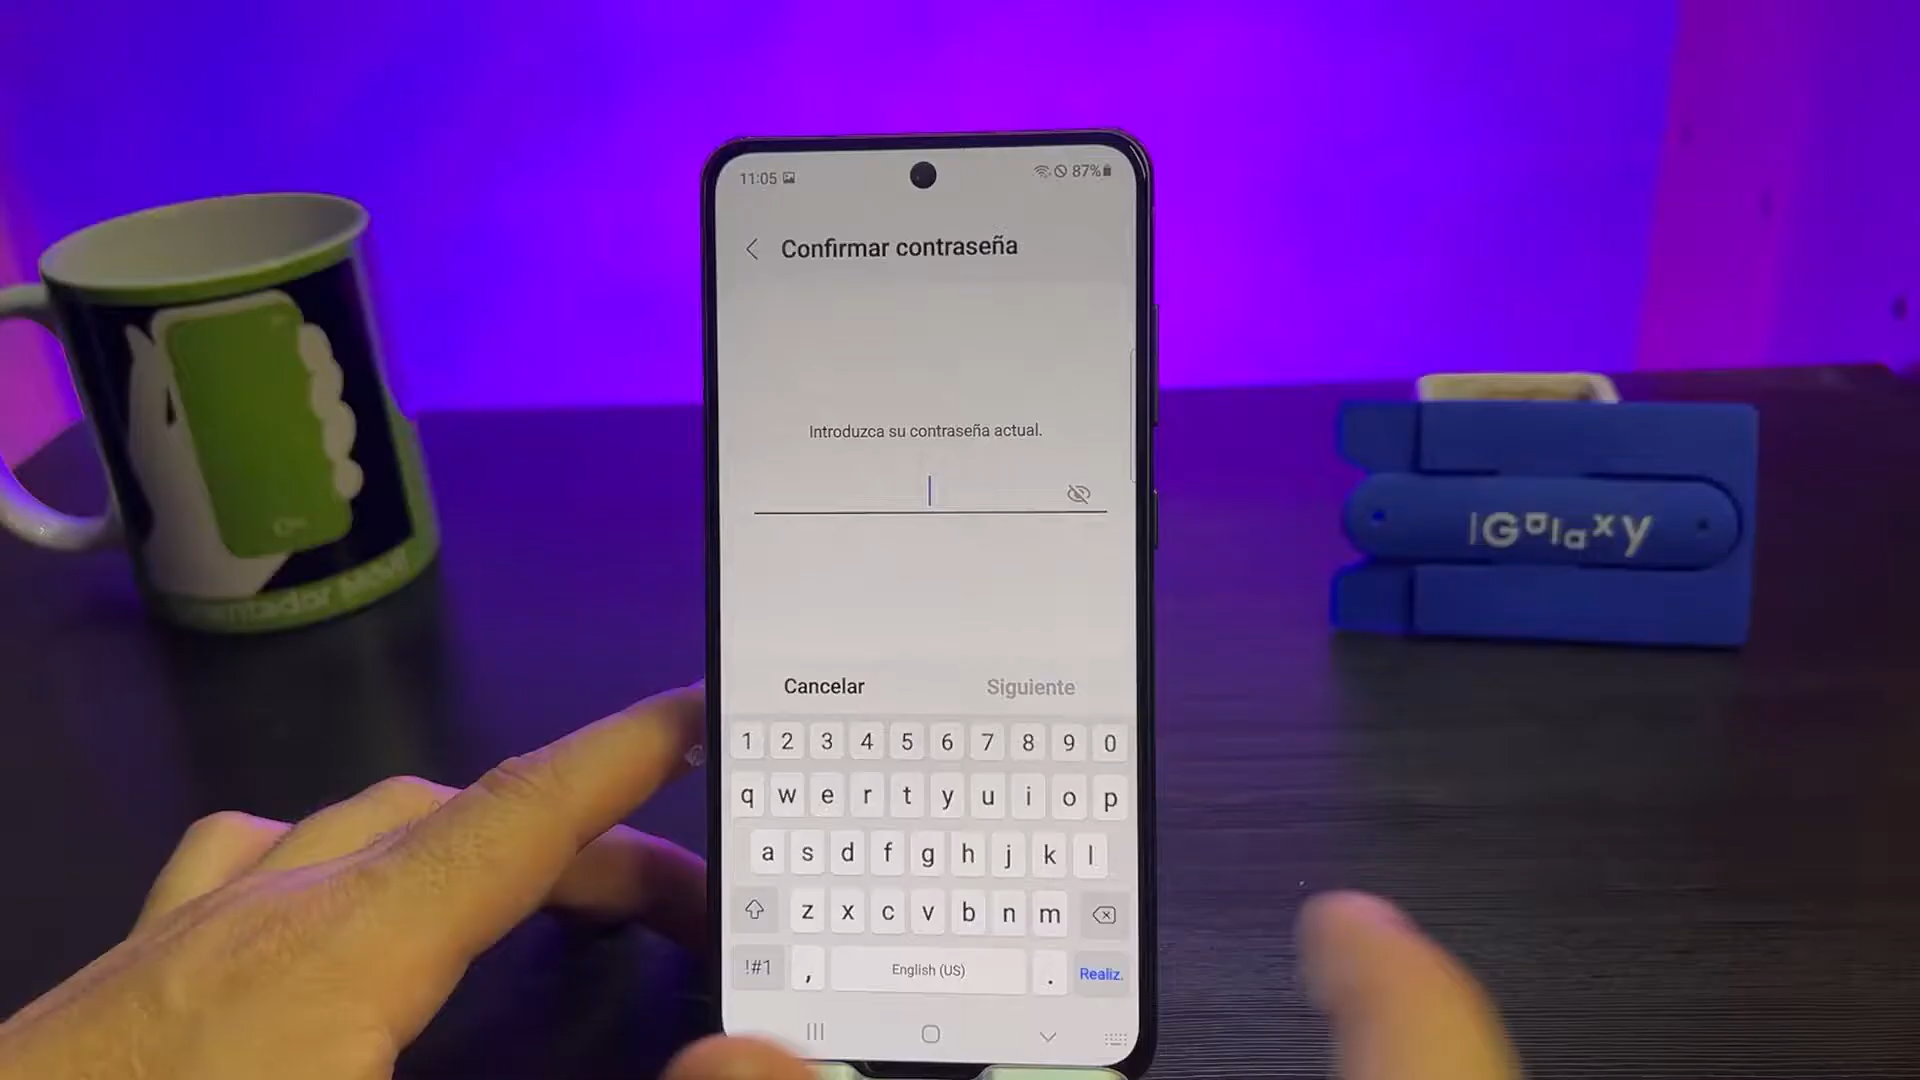 11:05
87%
Confirmar contraseña
Introduzca su contraseña actual.
Cancelar
Siguiente
1 2 3 4 5 6 7 8 9 0
q w e r t y u i o p
a s d f g h j k l
z x c v b n m
!#1 , English (US) . Realiz.
iGalaxy